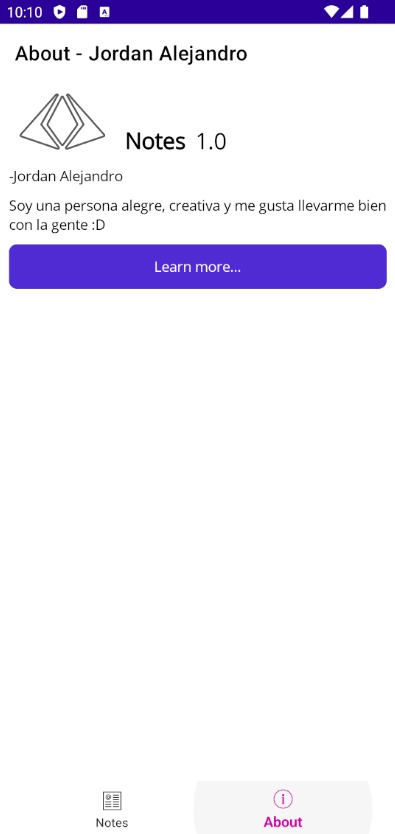 10:10
About - Jordan Alejandro
Notes 1.0
-Jordan Alejandro
Soy una persona alegre, creativa y me gusta llevarme bien
con la gente :D
Learn more...
Notes
About